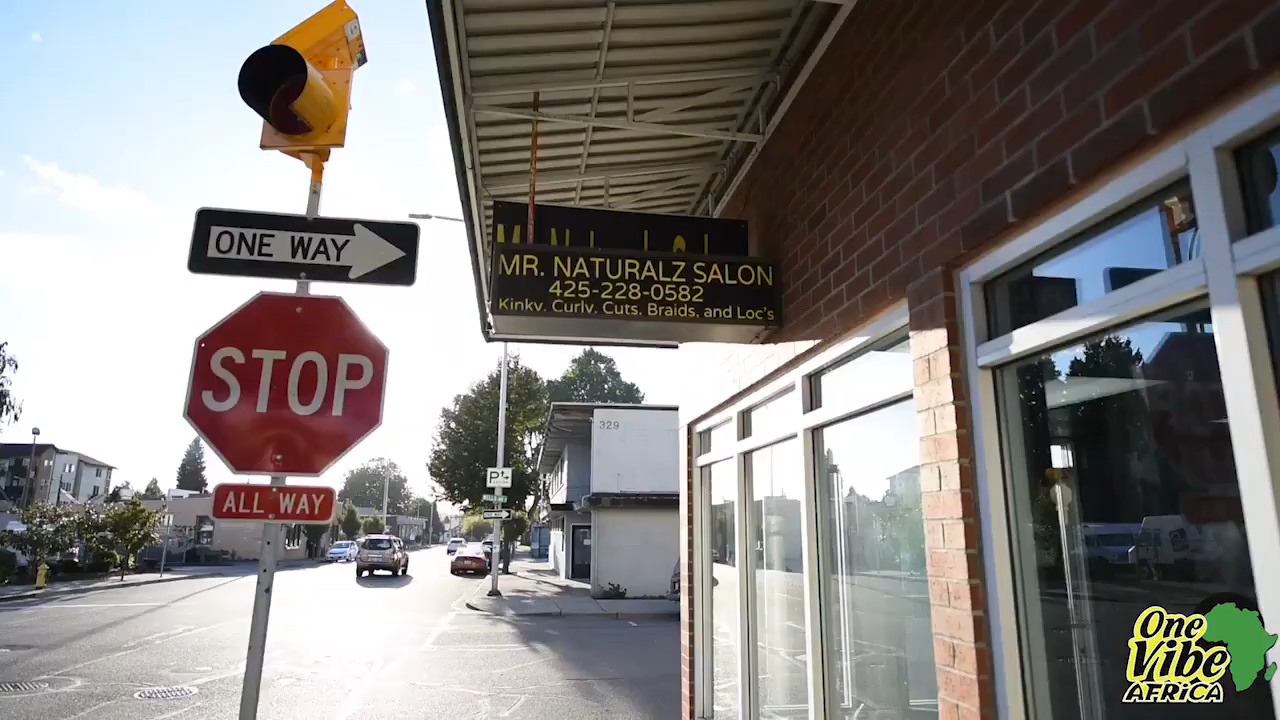 ONE WAY
STOP
ALL WAY
MR. NATURALZ SALON
425-228-0582
Kinky, Curly, Cuts, Braids, and Loc's
329
P
One
Vibe
AFRICA